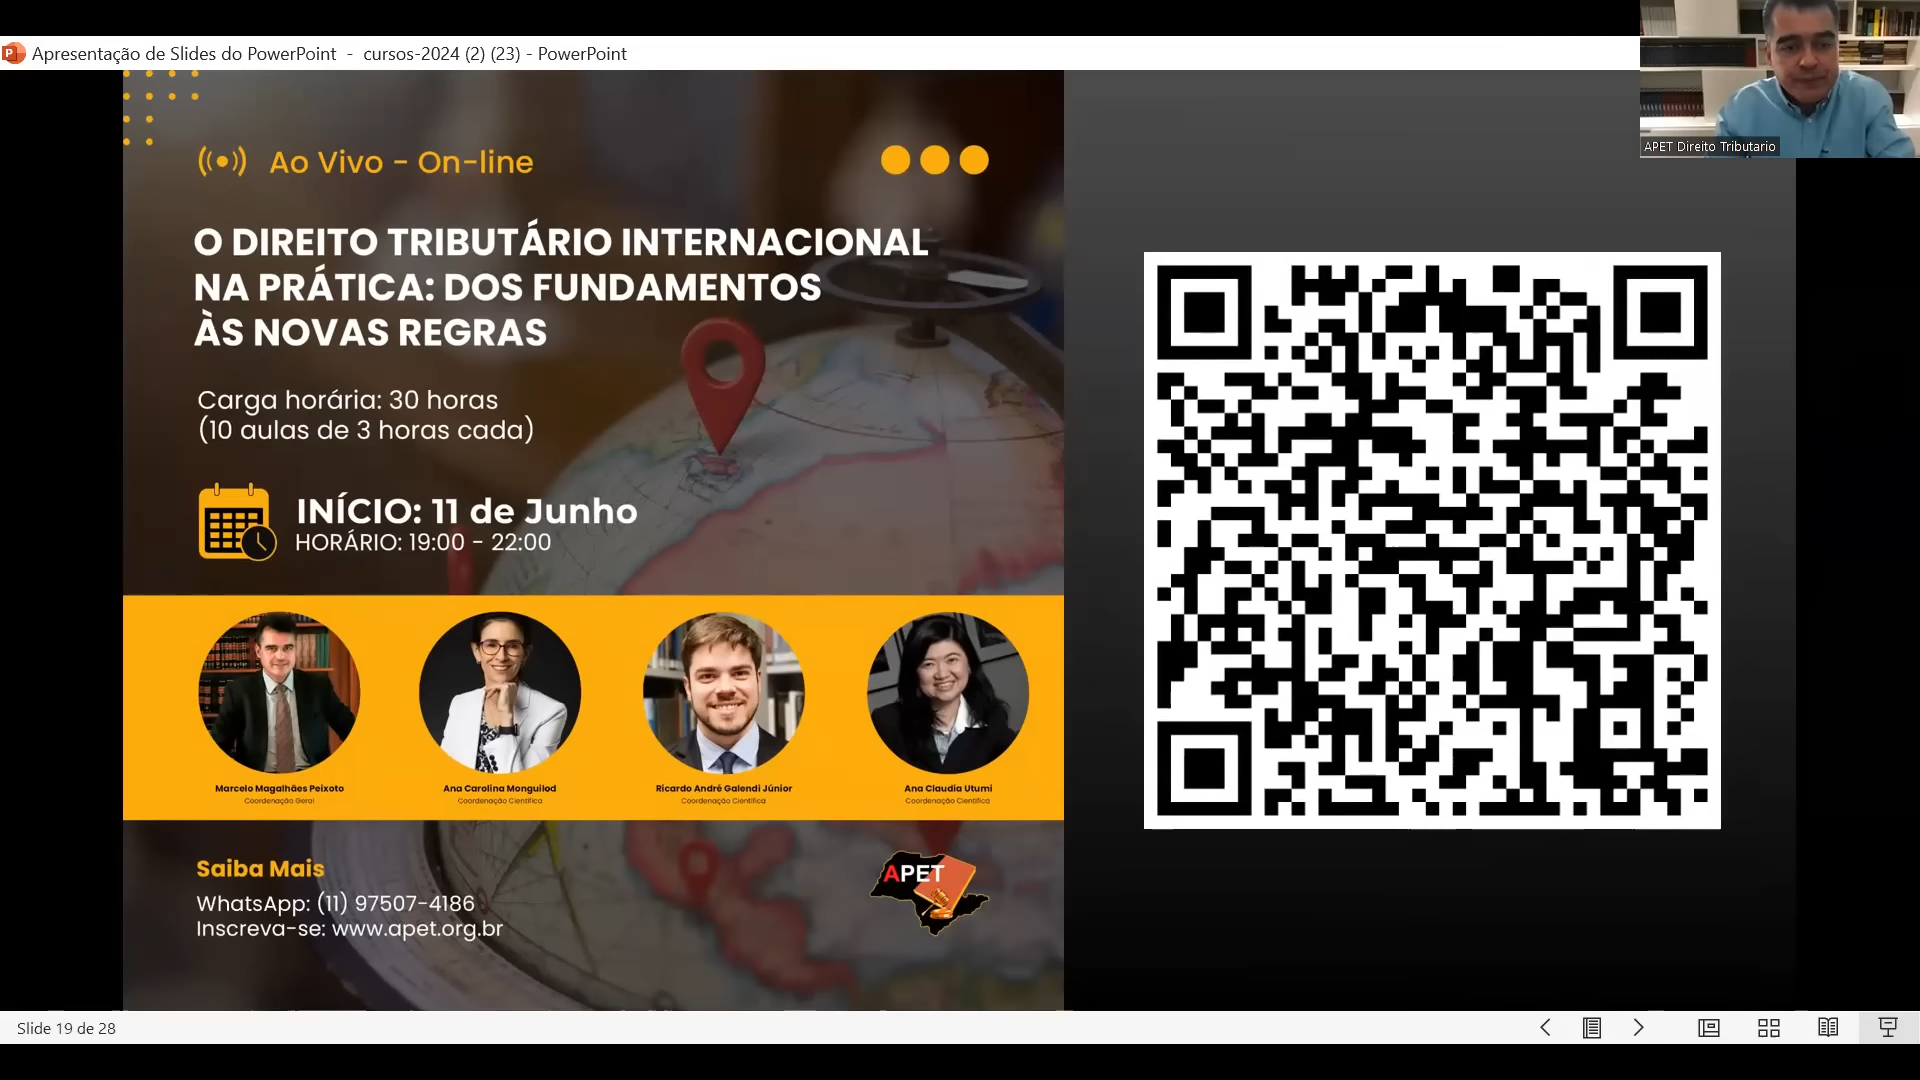 Apresentação de Slides do PowerPoint - cursos-2024 (2) (23) - PowerPoint
APET Direito Tributario
Ao Vivo - On-line
O DIREITO TRIBUTÁRIO INTERNACIONAL
NA PRÁTICA: DOS FUNDAMENTOS
ÀS NOVAS REGRAS
Carga horária: 30 horas
(10 aulas de 3 horas cada)
INÍCIO: 11 de Junho
HORÁRIO: 19:00 - 22:00
Marcelo Magalhães Peixoto
Coordenação Geral
Ana Carolina Monguilod
Coordenação Científica
Ricardo André Galendi Júnior
Coordenação Científica
Ana Claudia Utumi
Coordenação Científica
Saiba Mais
WhatsApp: (11) 97507-4186
Inscreva-se: www.apet.org.br
APET
Slide 19 de 28